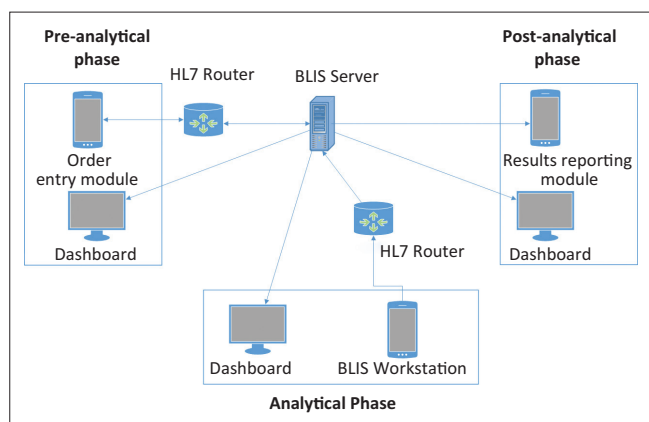 Pre-analytical
phase
HL7 Router
BLIS Server
Post-analytical
phase
Order
entry module
Dashboard
Results reporting
module
Dashboard
HL7 Router
Dashboard
BLIS Workstation
Analytical Phase